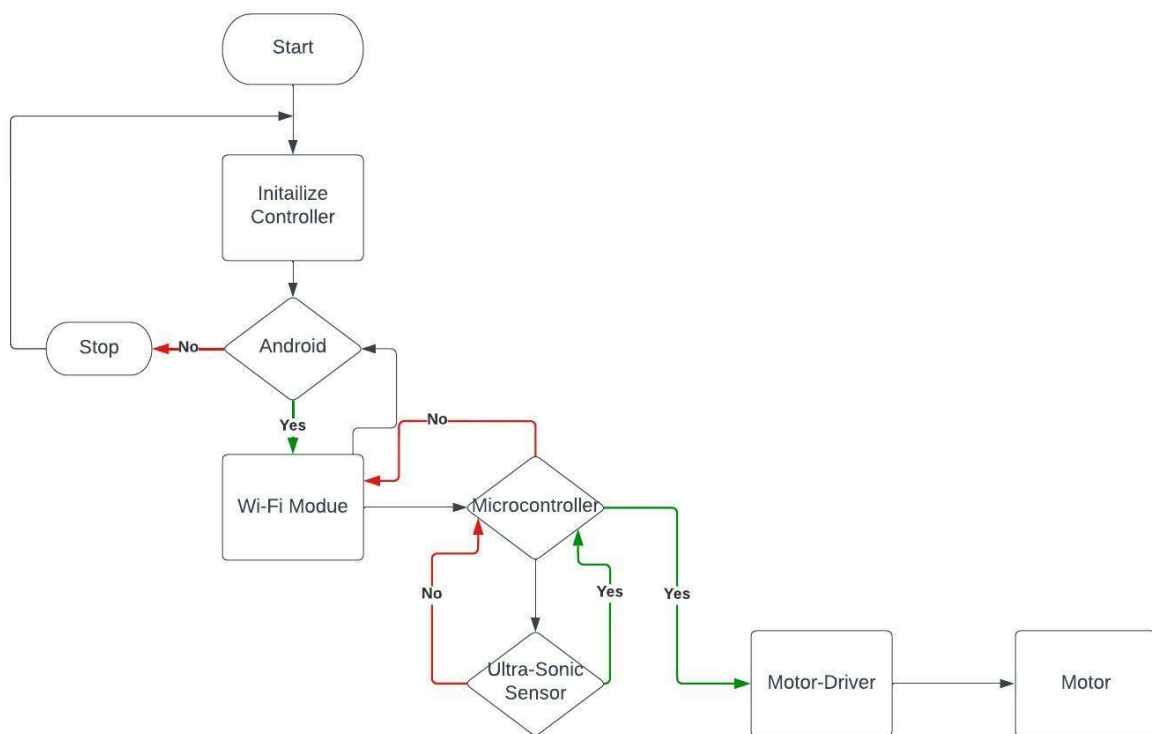 Start
Initailize
Controller
Android
No
Stop
Yes
No
Wi-Fi Modue
Microcontroller
No
Yes
Yes
Ultra-Sonic
Sensor
Motor-Driver
Motor